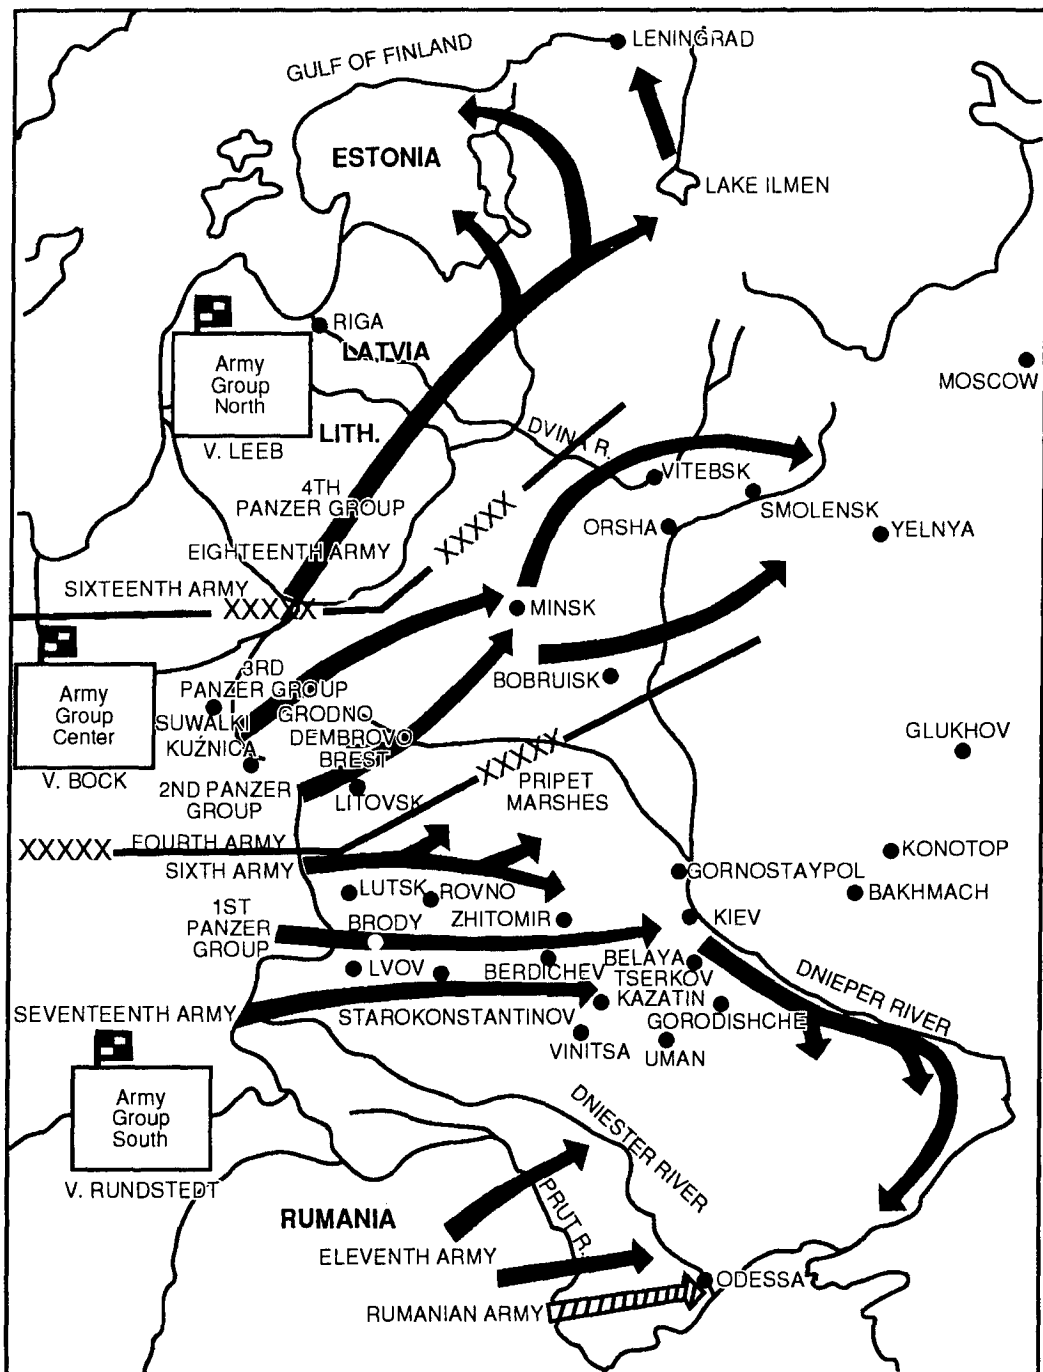 LENINGRAD
GULF OF FINLAND
ESTONIA
LAKE ILMEN
RIGA
LATVIA
MOSCOW
Army
Group
North
V. LEEB
LITH.
DVINA R.
VITEBSK
4TH
PANZER GROUP
SMOLENSK
ORSHA
YELNYA
XXXXX
EIGHTEENTH ARMY
SIXTEENTH ARMY
XXXXX
MINSK
Army
Group
Center
V. BOCK
3RD
PANZER GROUP
BOBRUISK
SUWALKI
GRODNO
KUŹNICA
DEMBROVO
BREST
LITOVSK
GLUKHOV
XXXXX
PRIPET
MARSHES
2ND PANZER
GROUP
XXXXX
FOURTH ARMY
SIXTH ARMY
KONOTOP
GORNOSTAYPOL
BAKHMACH
LUTSK
ROVNO
1ST
PANZER
GROUP
BRODY
ZHITOMIR
KIEV
LVOV
BERDICHEV
BELAYA
TSERKOV
DNIEPER RIVER
KAZATIN
SEVENTEENTH ARMY
STAROKONSTANTINOV
GORODISHCHE
VINITSA
UMAN
Army
Group
South
V. RUNDSTEDT
DNIESTER RIVER
PRUT R.
RUMANIA
ELEVENTH ARMY
ODESSA
RUMANIAN ARMY